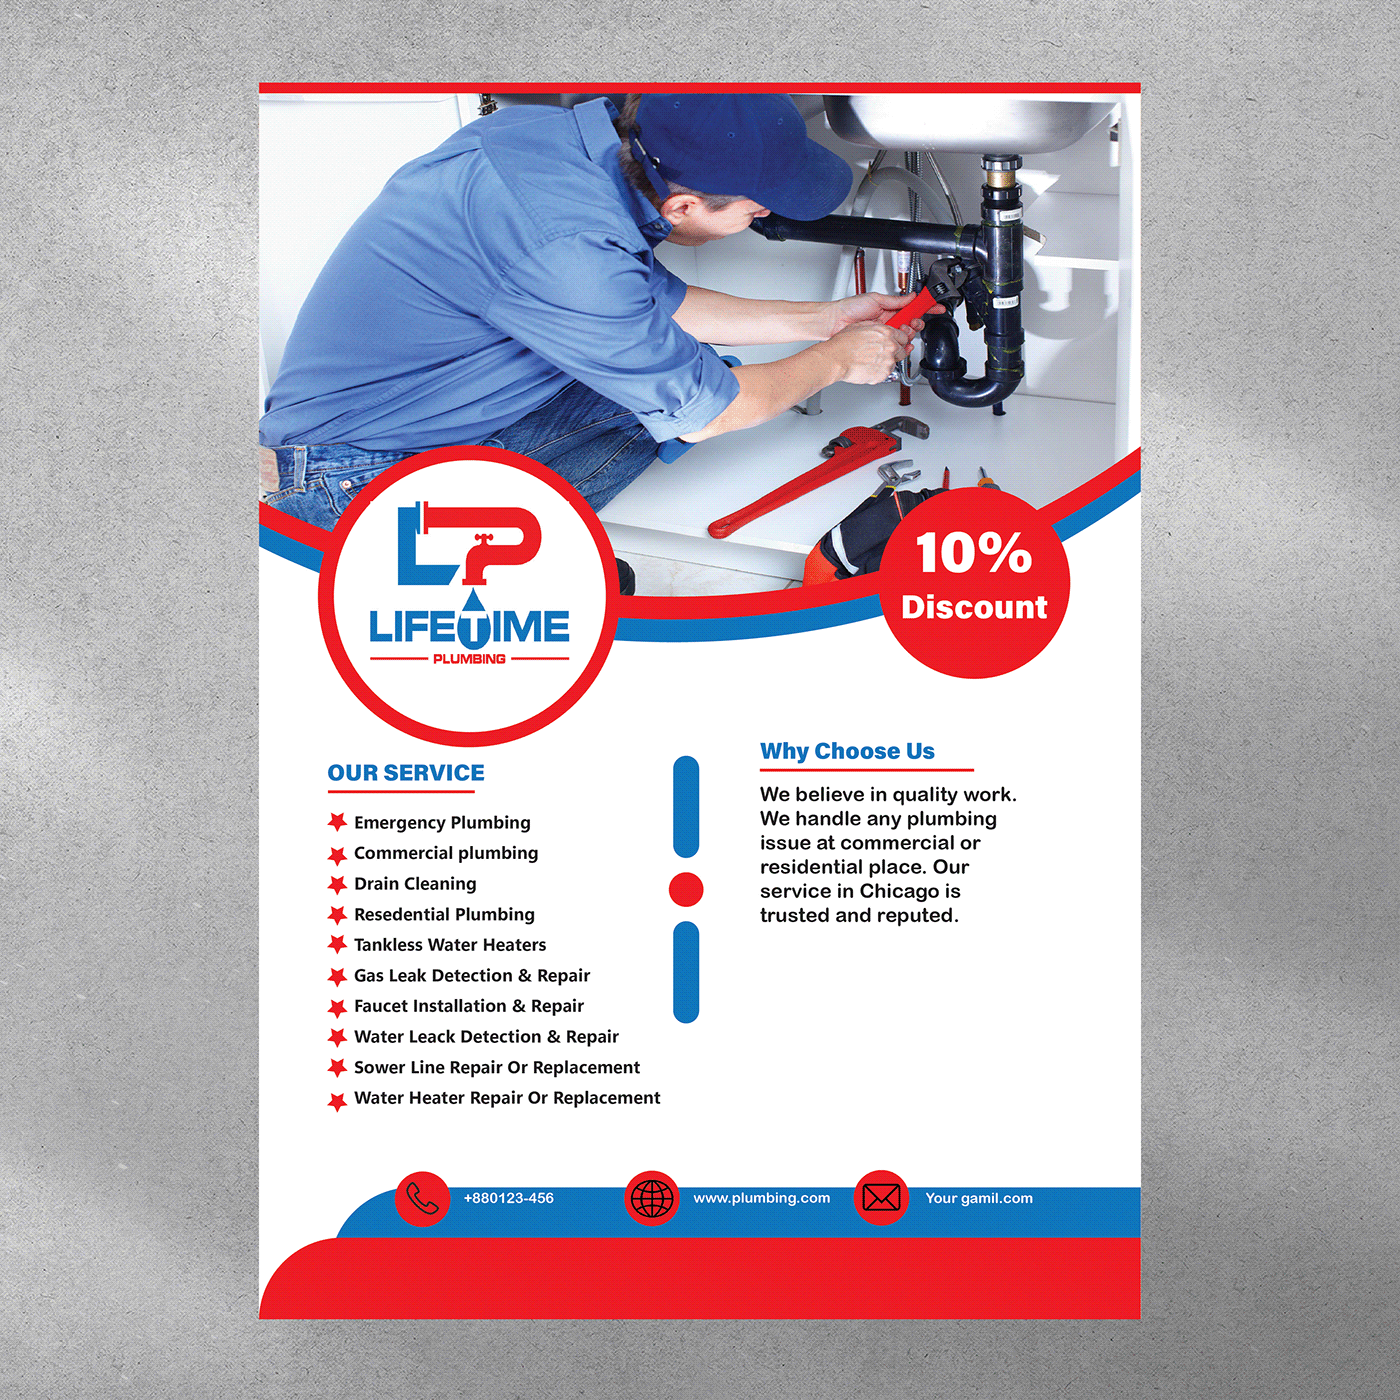 10%
Discount
LIFETIME
PLUMBING
OUR SERVICE
Emergency Plumbing
Commercial plumbing
Drain Cleaning
Resedential Plumbing
Tankless Water Heaters
Gas Leak Detection & Repair
Faucet Installation & Repair
Water Leack Detection & Repair
Sower Line Repair Or Replacement
Water Heater Repair Or Replacement
Why Choose Us
We believe in quality work.
We handle any plumbing
issue at commercial or
residential place. Our
service in Chicago is
trusted and reputed.
+880123-456
www.plumbing.com
Your gamil.com